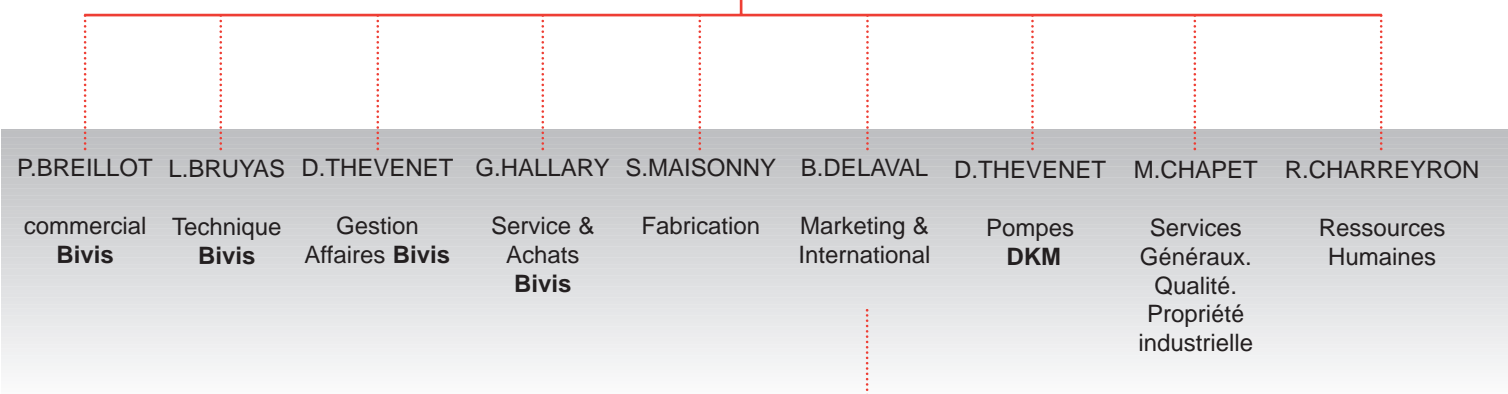 P.BREILLOT
commercial
Bivis
L.BRUYAS
Technique
Bivis
D.THEVENET
Gestion
Affaires Bivis
G.HALLARY
Service &
Achats
Bivis
S.MAISONNY
Fabrication
B.DELAVAL
Marketing &
International
D.THEVENET
Pompes
DKM
M.CHAPET
Services
Généraux.
Qualité.
Propriété
industrielle
R.CHARREYRON
Ressources
Humaines